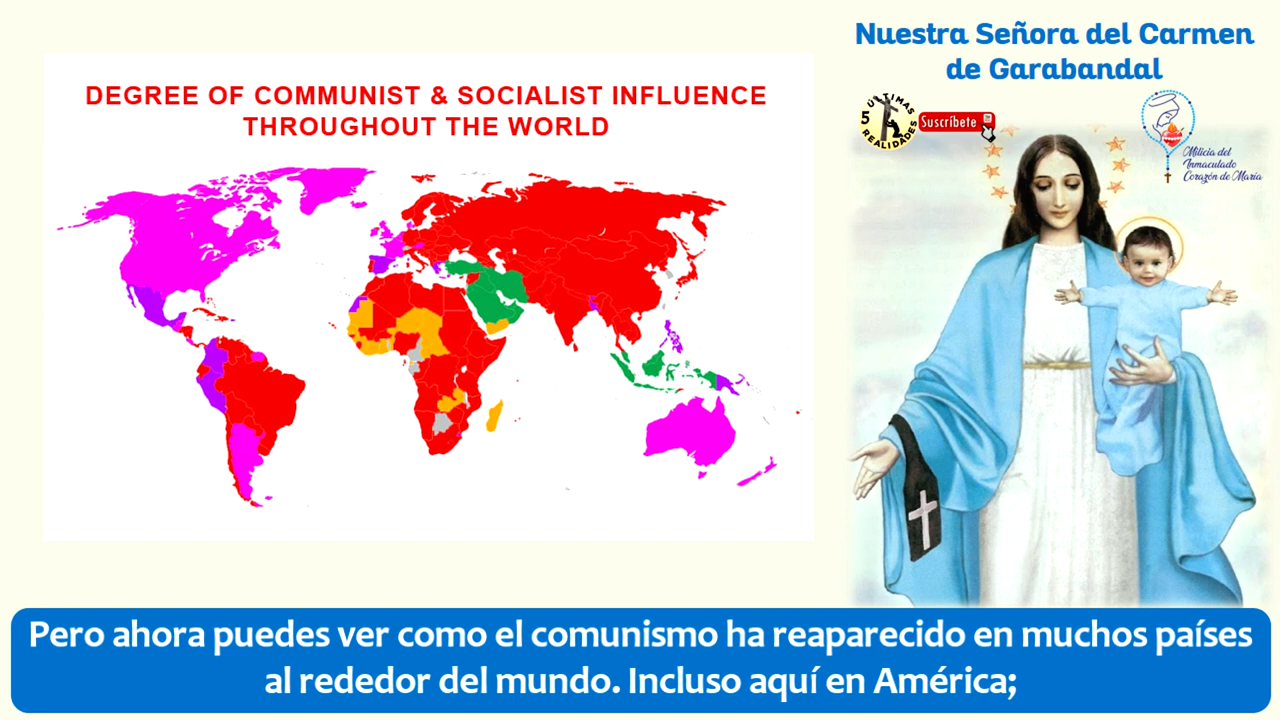 Nuestra Señora del Carmen
de Garabandal
DEGREE OF COMMUNIST & SOCIALIST INFLUENCE
THROUGHOUT THE WORLD
5 ÚLTIMAS
REALIDADES
Suscríbete
Milicia del
Inmaculado
Corazón de María
Pero ahora puedes ver como el comunismo ha reaparecido en muchos países
al rededor del mundo. Incluso aquí en América;